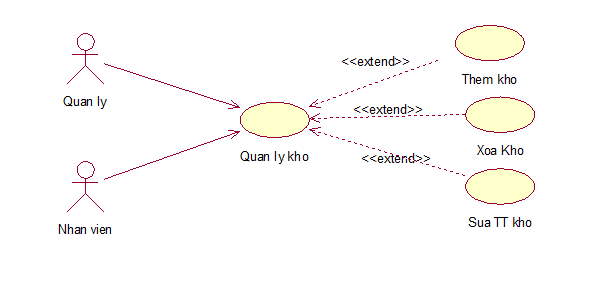 <<extend>>
Them kho
Quan ly
<<extend>>
Quan ly kho
Xoa Kho
<<extend>>
Nhan vien
Sua TT kho